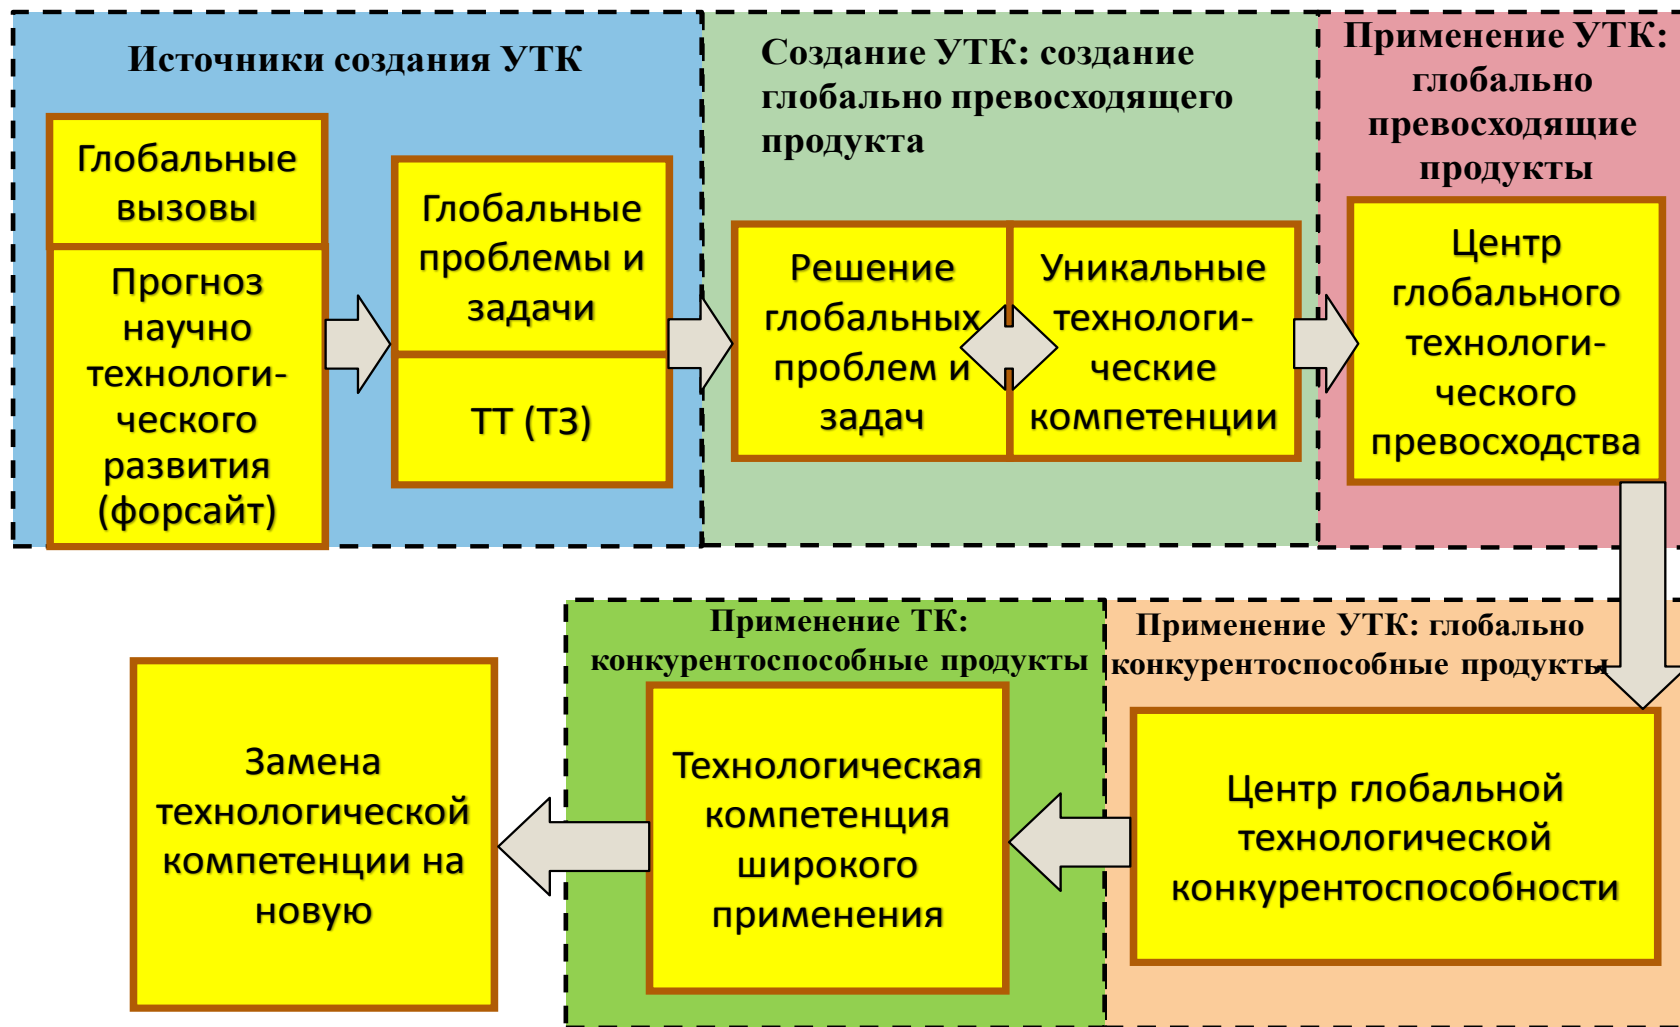 Источники создания УТК
Глобальные
вызовы
Прогноз
научно
технологи-
ческого
развития
(форсайт)
Глобальные
проблемы и
задачи
ТТ (ТЗ)
Создание УТК: создание
глобально превосходящего
продукта
Решение
глобальных
проблем и
задач
Уникальные
технологи-
ческие
компетенции
Применение УТК:
глобально
превосходящие
продукты
Центр
глобального
технологи-
ческого
превосходства
Применение УТК: глобально
конкурентоспособные продукты
Центр глобальной
технологической
конкурентоспособности
Применение ТК:
конкурентоспособные продукты
Технологическая
компетенция
широкого
применения
Замена
технологической
компетенции на
новую